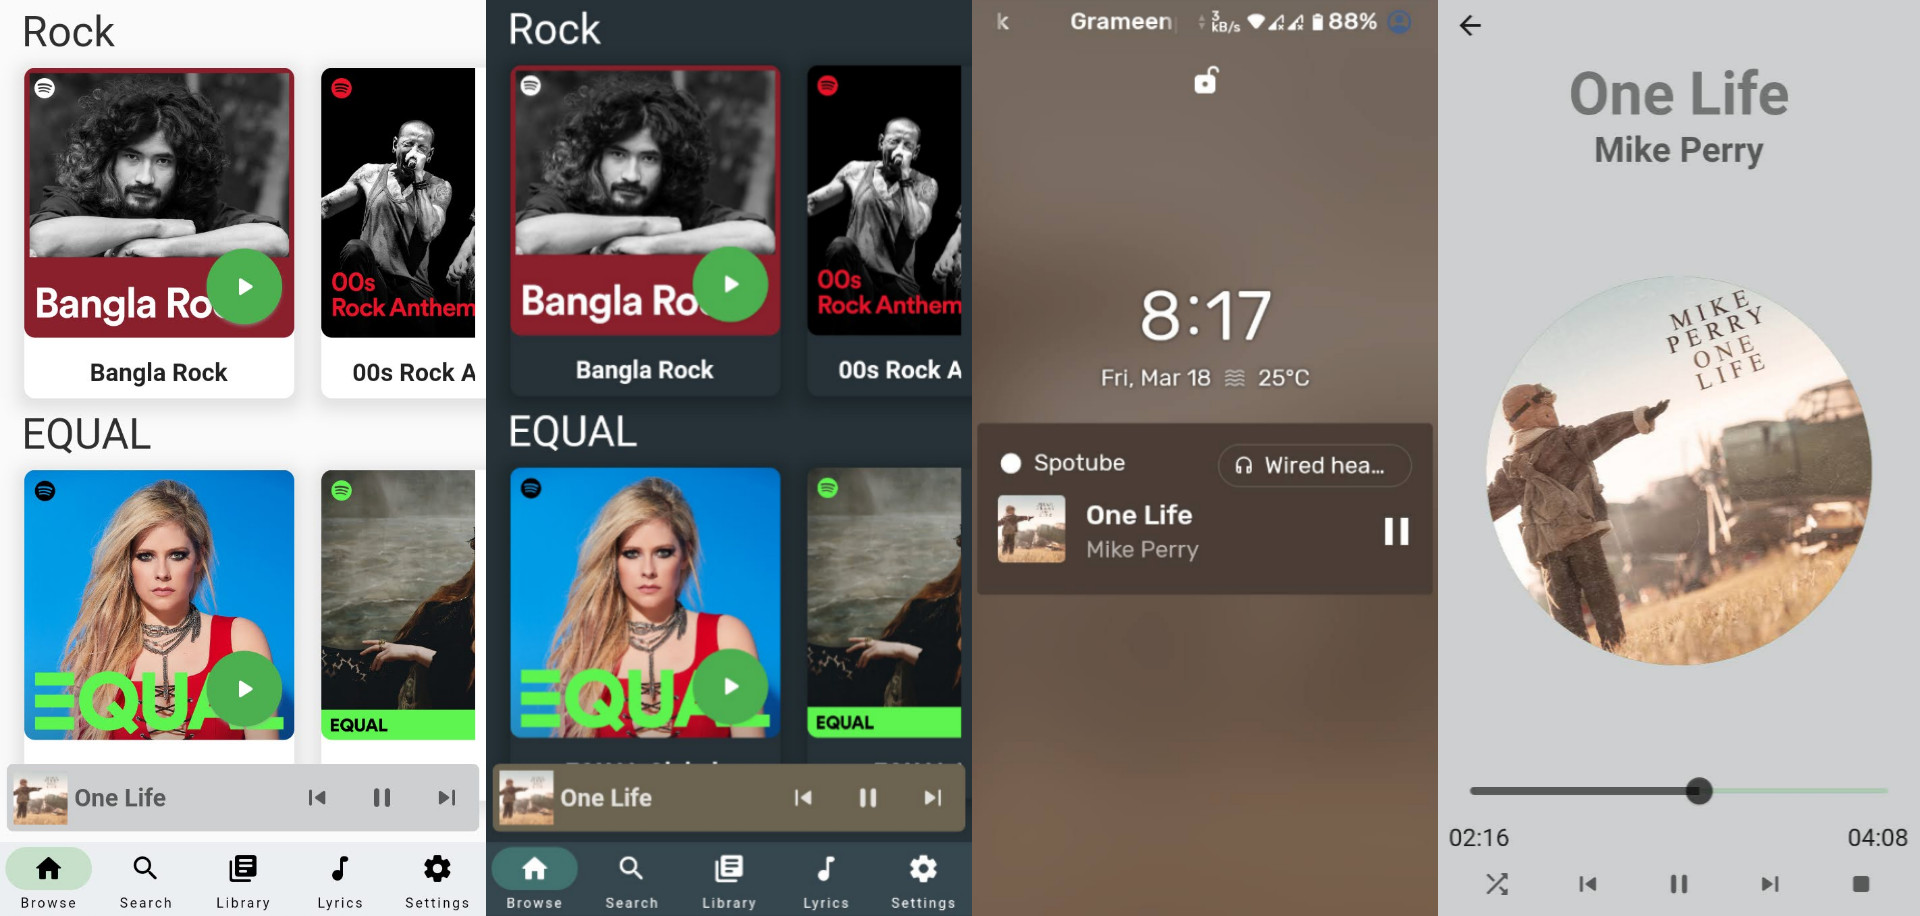 Rock
Bangla Ro
Bangla Rock
00s
Rock Anthem
00s Rock A
EQUAL
EQUAL
EQUAL
One Life
Browse
Search
Library
Lyrics
Settings
Rock
Bangla Ro
Bangla Rock
00s
Rock Anthem
00s Rock A
EQUAL
EQUAL
EQUAL
One Life
Browse
Search
Library
Lyrics
Settings
k
Grameen
3
kB/s
88%
8:17
Fri, Mar 18
25°C
Spotube
Wired hea...
One Life
Mike Perry
One Life
Mike Perry
MIKE
PERRY
ONE
LIFE
02:16
04:08